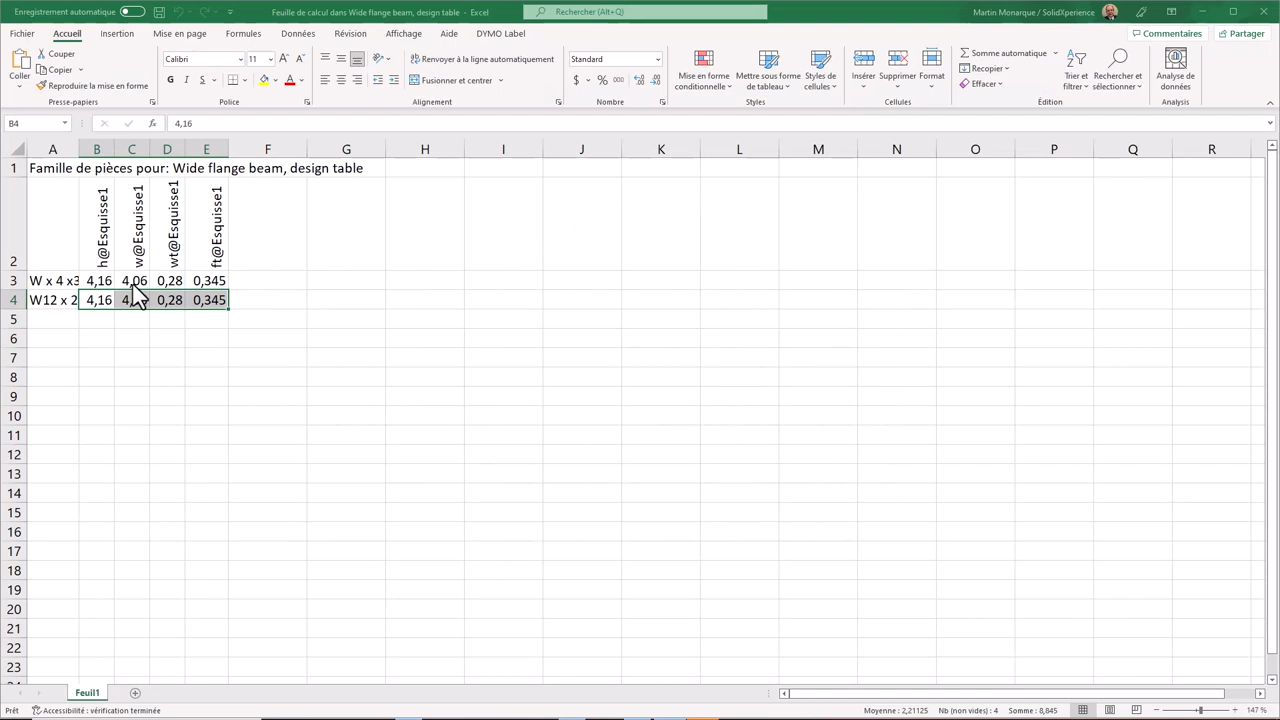 Enregistrement automatique
Feuille de calcul dans Wide flange beam, design table - Excel
Rechercher (Alt+Q)
Martin Monarque / SolidXperience
Fichier Accueil Insertion Mise en page Formules Données Révision Affichage Aide DYMO Label Commentaires Partager
Coller
Couper
Copier
Reproduire la mise en forme
Presse-papiers
Calibri 11
G I S
Police
Renvoyer à la ligne automatiquement
Fusionner et centrer
Alignement
Standard
$ % 000
Nombre
Mise en forme conditionnelle
Mettre sous forme de tableau
Styles de cellules
Styles
Insérer Supprimer Format
Cellules
Somme automatique
Recopier
Effacer
Trier et filtrer
Rechercher et sélectionner
Édition
Analyse de données
Analysis
B4 fx 4,16
A B C D E F G H I J K L M N O P Q R
1 Famille de pièces pour: Wide flange beam, design table
2 h@Esquisse1 w@Esquisse1 wt@Esquisse1 ft@Esquisse1
3 W x 4 x3 4,16 4,06 0,28 0,345
4 W12 x 2 4,16 4, 0,28 0,345
5
6
7
8
9
10
11
12
13
14
15
16
17
18
19
20
21
22
23
Feuil1
Prêt Accessibilité : vérification terminée Moyenne : 2,21125 Nb (non vides) : 4 Somme : 8,845 147 %